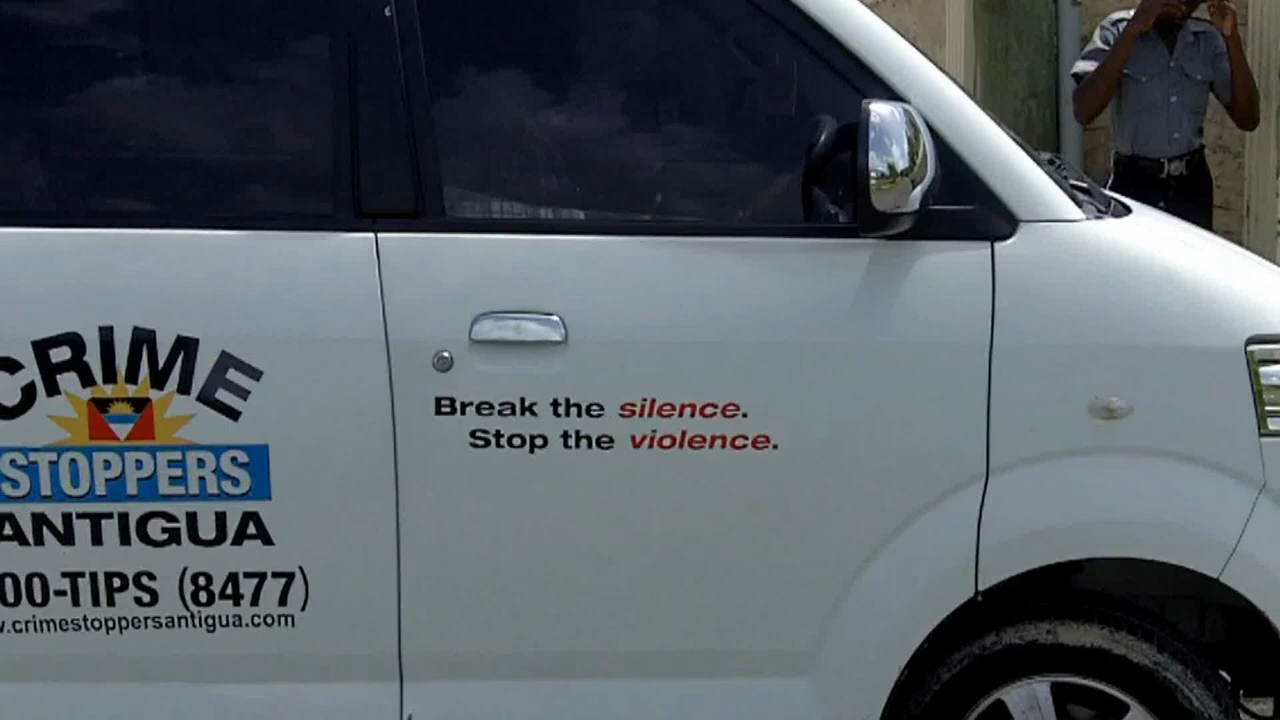 CRIME
STOPPERS
ANTIGUA
00-TIPS (8477)
w.crimestoppersantigua.com
Break the silence.
Stop the violence.